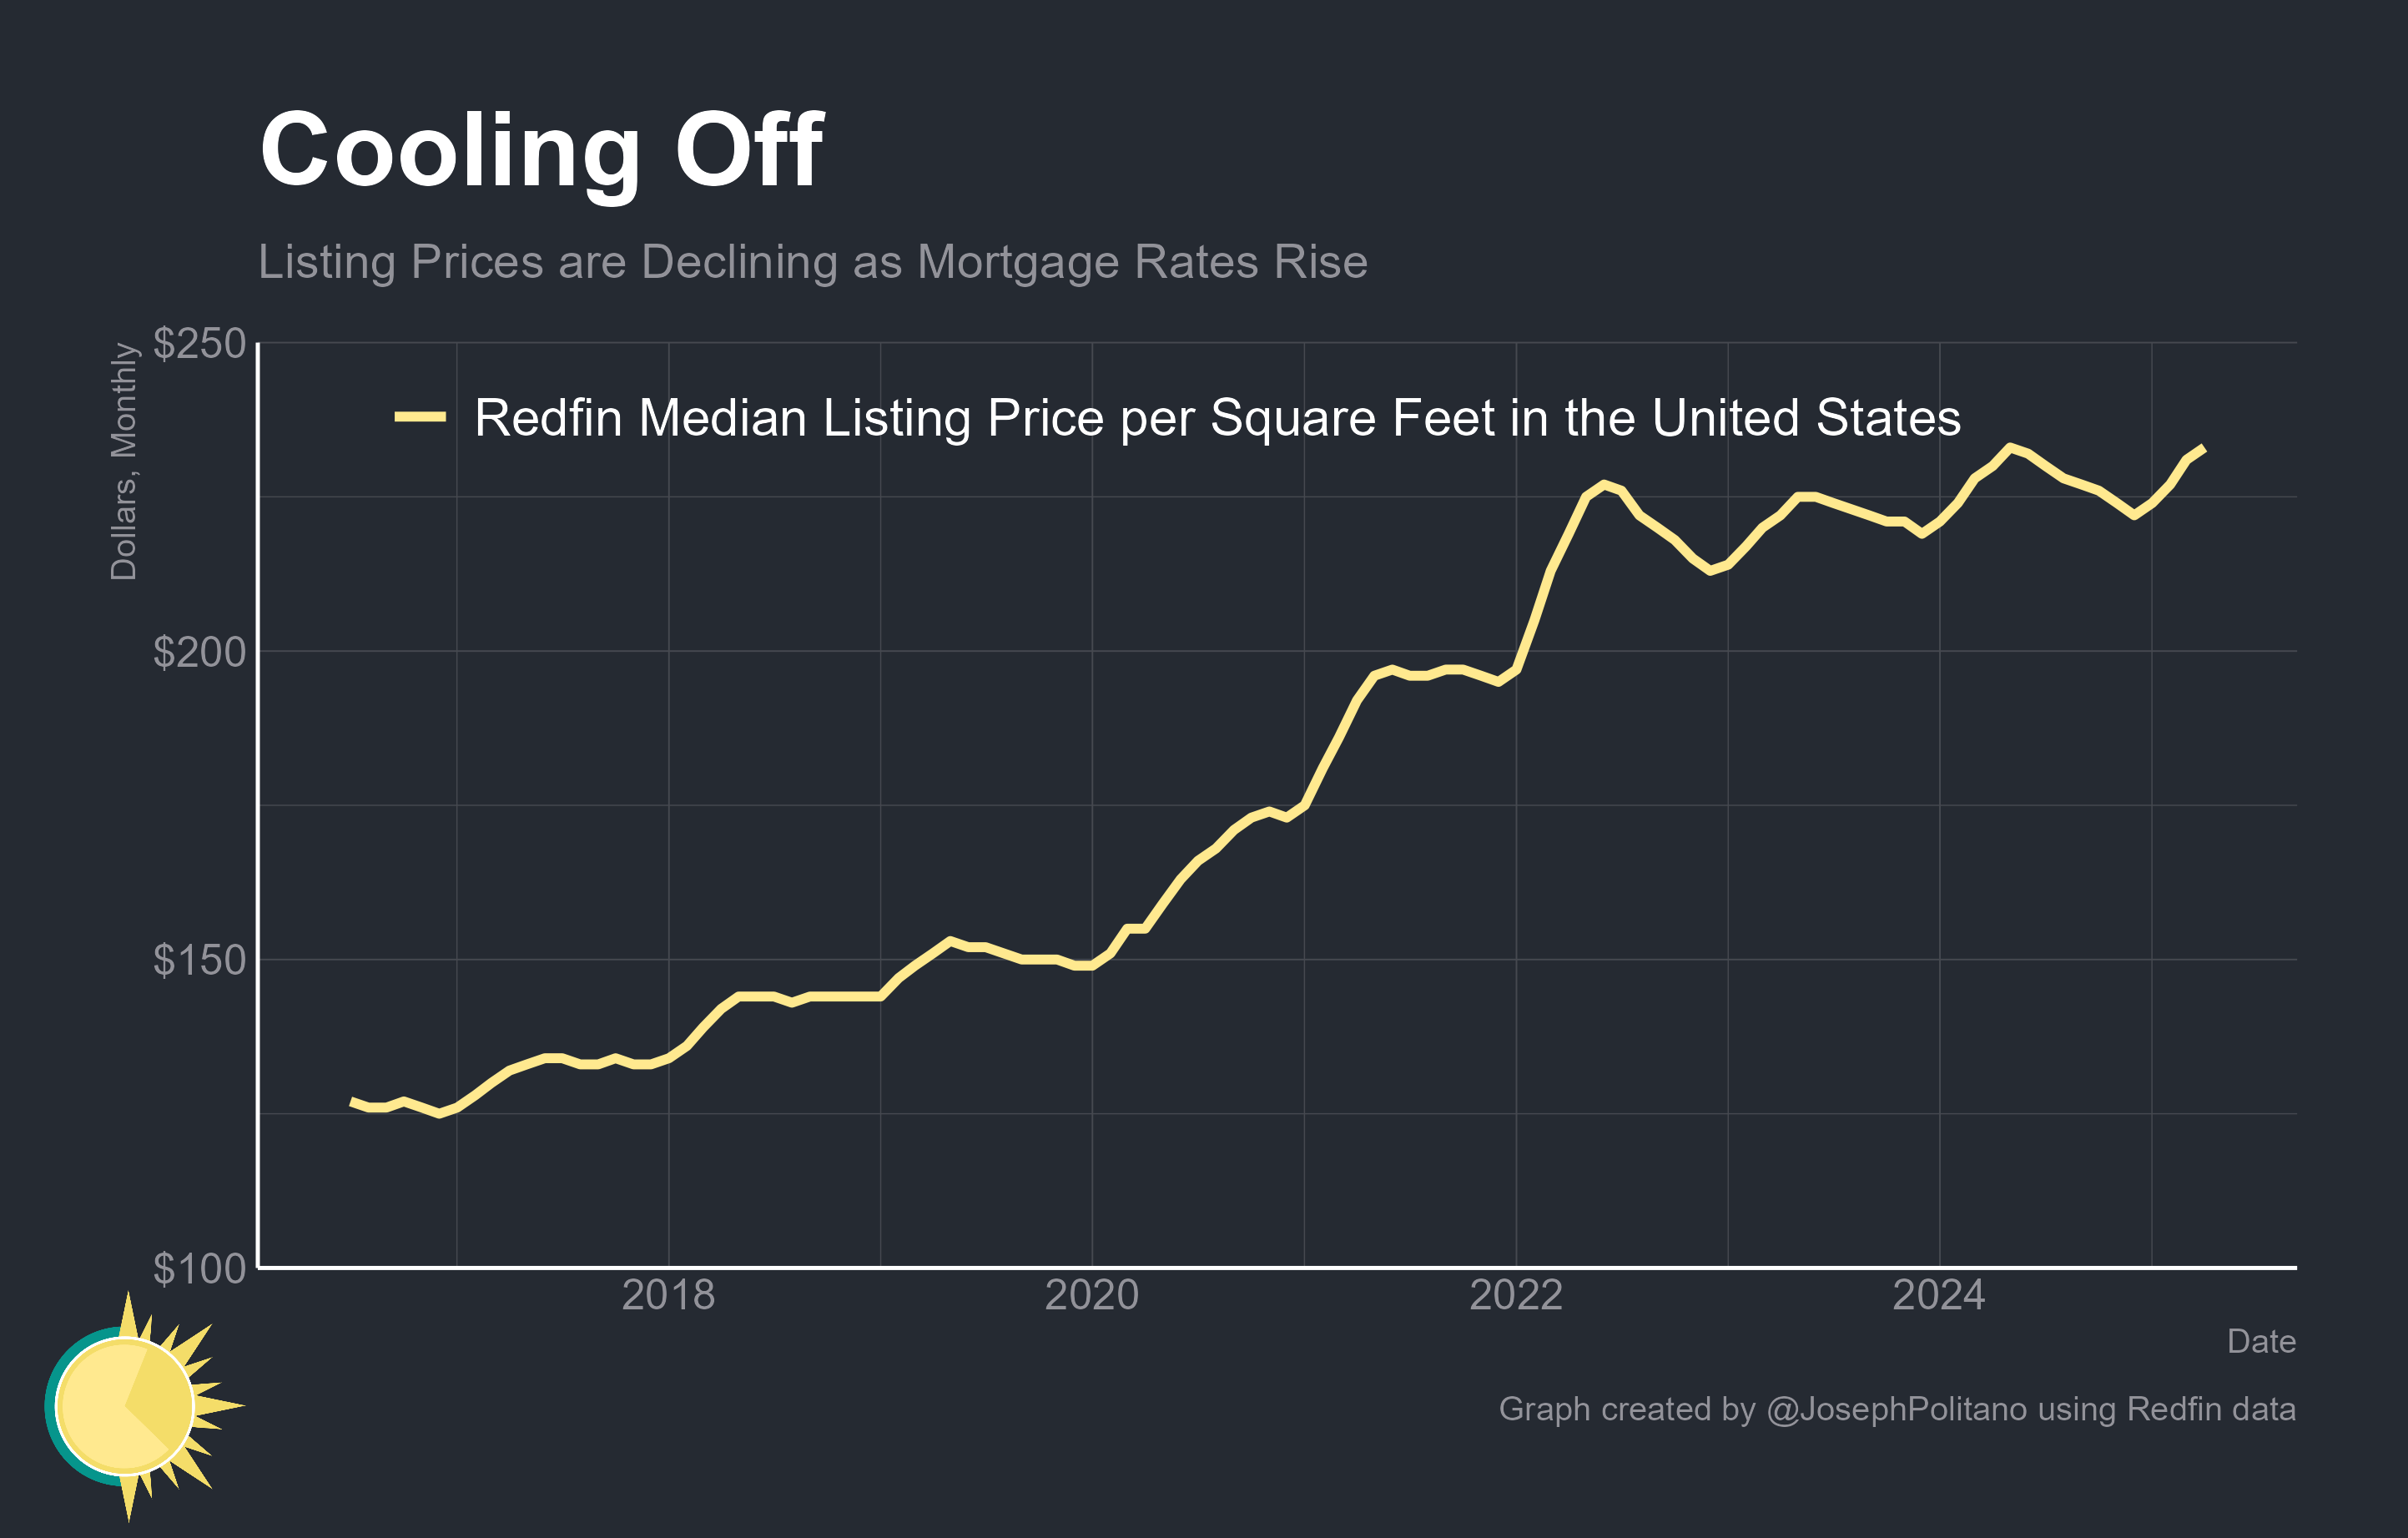 Cooling Off
Listing Prices are Declining as Mortgage Rates Rise
Dollars, Monthly
$250
Redfin Median Listing Price per Square Feet in the United States
$200
$150
$100
2018
2020
2022
2024
Date
Graph created by @JosephPolitano using Redfin data